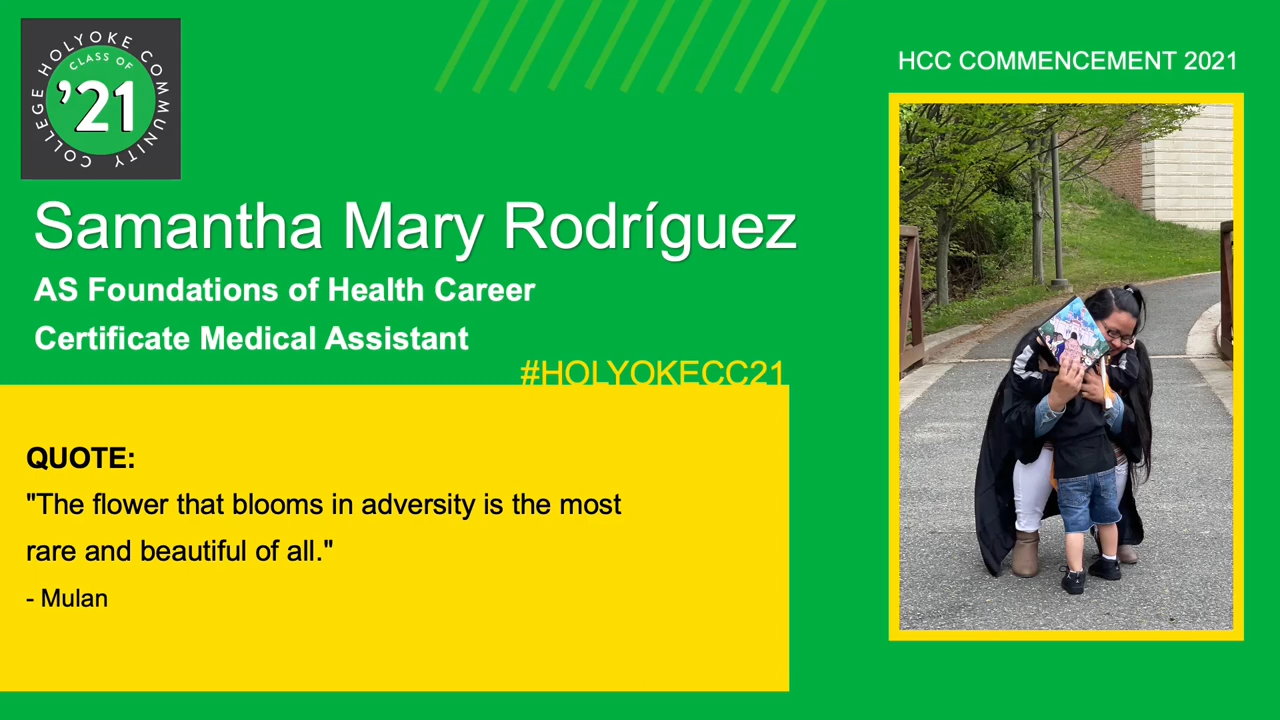 HOLYOKE COMMUNITY COLLEGE
CLASS OF
'21
HCC COMMENCEMENT 2021
Samantha Mary Rodríguez
AS Foundations of Health Career
Certificate Medical Assistant
#HOLYOKECC21
QUOTE:
"The flower that blooms in adversity is the most
rare and beautiful of all."
- Mulan